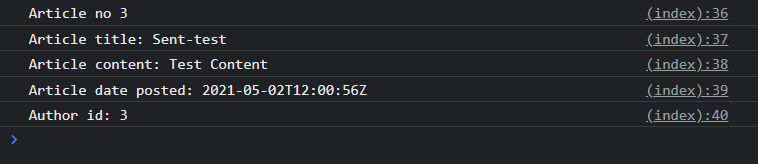 Article no 3 (index):36
Article title: Sent-test (index):37
Article content: Test Content (index):38
Article date posted: 2021-05-02T12:00:56Z (index):39
Author id: 3 (index):40